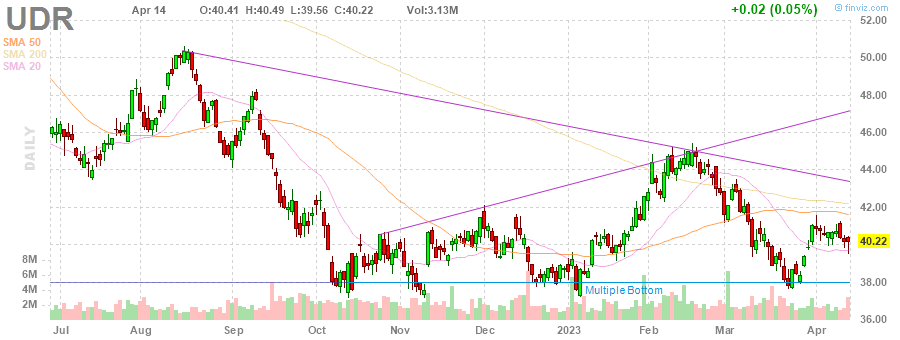 UDR
Apr 14 O:40.41 H:40.49 L:39.56 C:40.22 Vol:3.13M +0.02 (0.05%) finviz.com
SMA 50
SMA 200
SMA 20
DAILY
52.00
50.00
48.00
46.00
44.00
42.00
40.22
38.00
36.00
8M
6M
4M
2M
Multiple Bottom
Jul Aug Sep Oct Nov Dec 2023 Feb Mar Apr